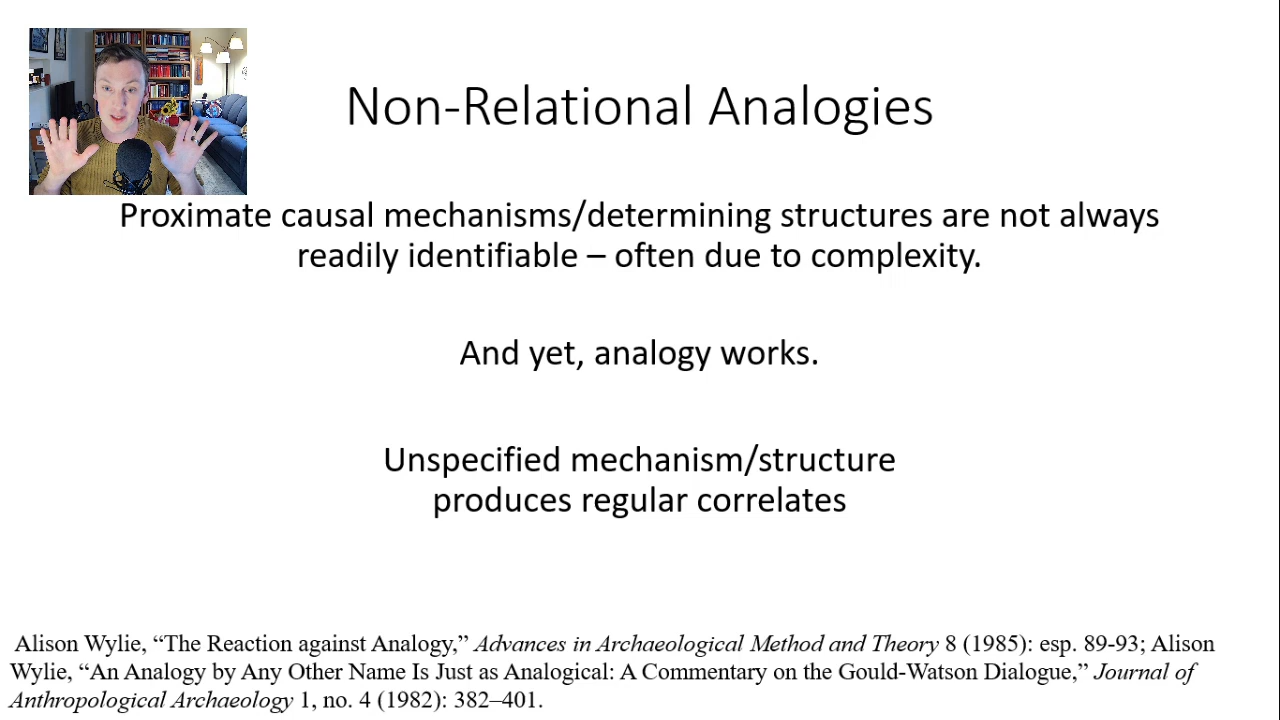 Non-Relational Analogies
Proximate causal mechanisms/determining structures are not always
readily identifiable – often due to complexity.
And yet, analogy works.
Unspecified mechanism/structure
produces regular correlates
Alison Wylie, “The Reaction against Analogy,” Advances in Archaeological Method and Theory 8 (1985): esp. 89-93; Alison
Wylie, “An Analogy by Any Other Name Is Just as Analogical: A Commentary on the Gould-Watson Dialogue,” Journal of
Anthropological Archaeology 1, no. 4 (1982): 382–401.